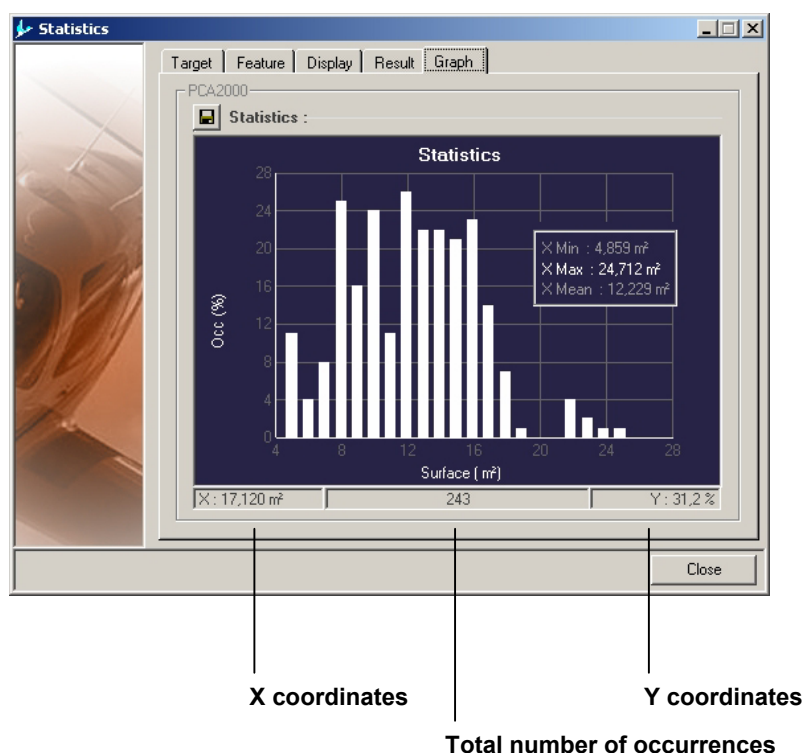 Statistics
Target Feature Display Result Graph
PCA2000
Statistics :
Statistics
28
24
20
16
12
8
4
0
Occ (%)
X Min : 4,859 m²
X Max : 24,712 m²
X Mean : 12,229 m²
4 8 12 16 20 24 28
Surface ( m²)
X : 17,120 m² 243 Y : 31,2 %
Close
X coordinates Y coordinates
Total number of occurrences